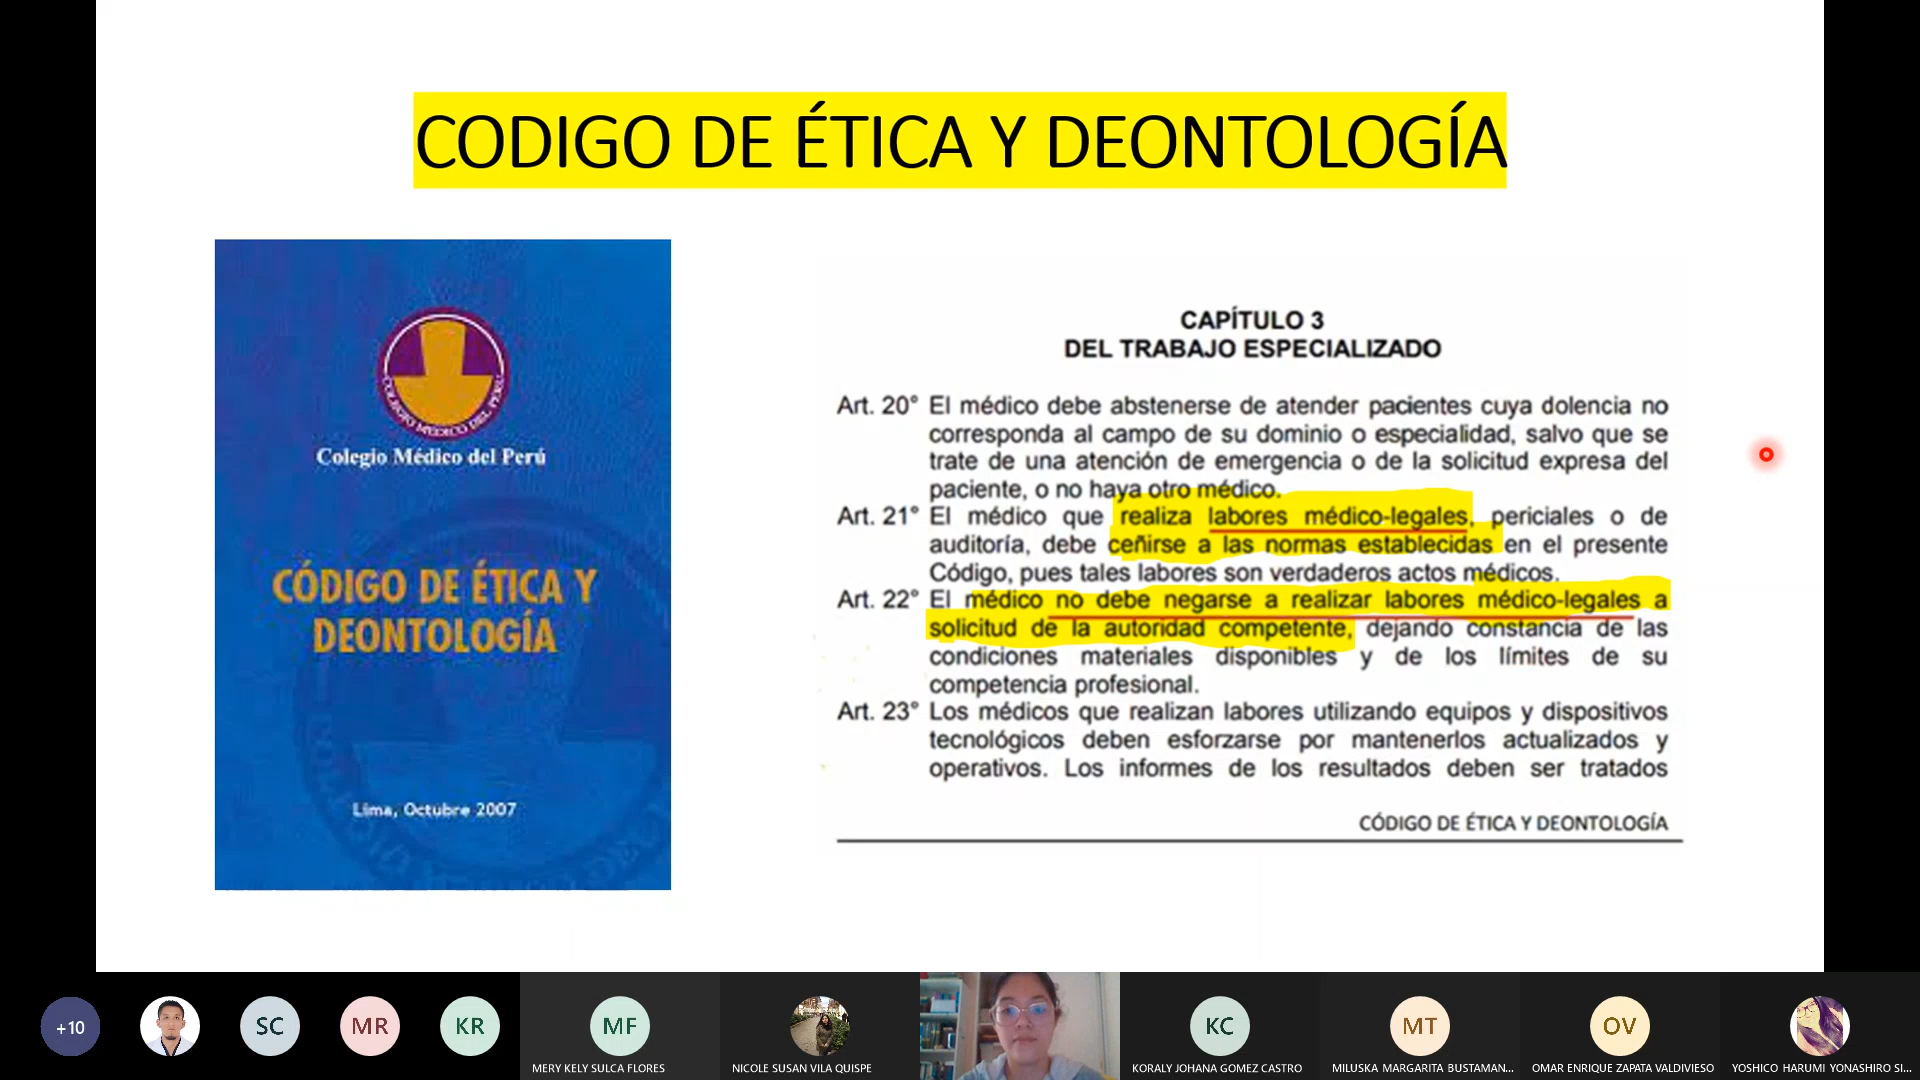 CODIGO DE ÉTICA Y DEONTOLOGÍA
COLEGIO MEDICO DEL PERU
Colegio Médico del Perú
CÓDIGO DE ÉTICA Y
DEONTOLOGÍA
Lima, Octubre 2007
CAPÍTULO 3
DEL TRABAJO ESPECIALIZADO
Art. 20° El médico debe abstenerse de atender pacientes cuya dolencia no
corresponda al campo de su dominio o especialidad, salvo que se
trate de una atención de emergencia o de la solicitud expresa del
paciente, o no haya otro médico.
Art. 21° El médico que realiza labores médico-legales, periciales o de
auditoría, debe ceñirse a las normas establecidas en el presente
Código, pues tales labores son verdaderos actos médicos.
Art. 22° El médico no debe negarse a realizar labores médico-legales a
solicitud de la autoridad competente, dejando constancia de las
condiciones materiales disponibles y de los límites de su
competencia profesional.
Art. 23° Los médicos que realizan labores utilizando equipos y dispositivos
tecnológicos deben esforzarse por mantenerlos actualizados y
operativos. Los informes de los resultados deben ser tratados
CÓDIGO DE ÉTICA Y DEONTOLOGÍA
+10
SC
MR
KR
MF
MERY KELY SULCA FLORES
NICOLE SUSAN VILA QUISPE
KC
KORALY JOHANA GOMEZ CASTRO
MT
MILUSKA MARGARITA BUSTAMAN...
OV
OMAR ENRIQUE ZAPATA VALDIVIESO
YOSHICO HARUMI YONASHIRO SI...